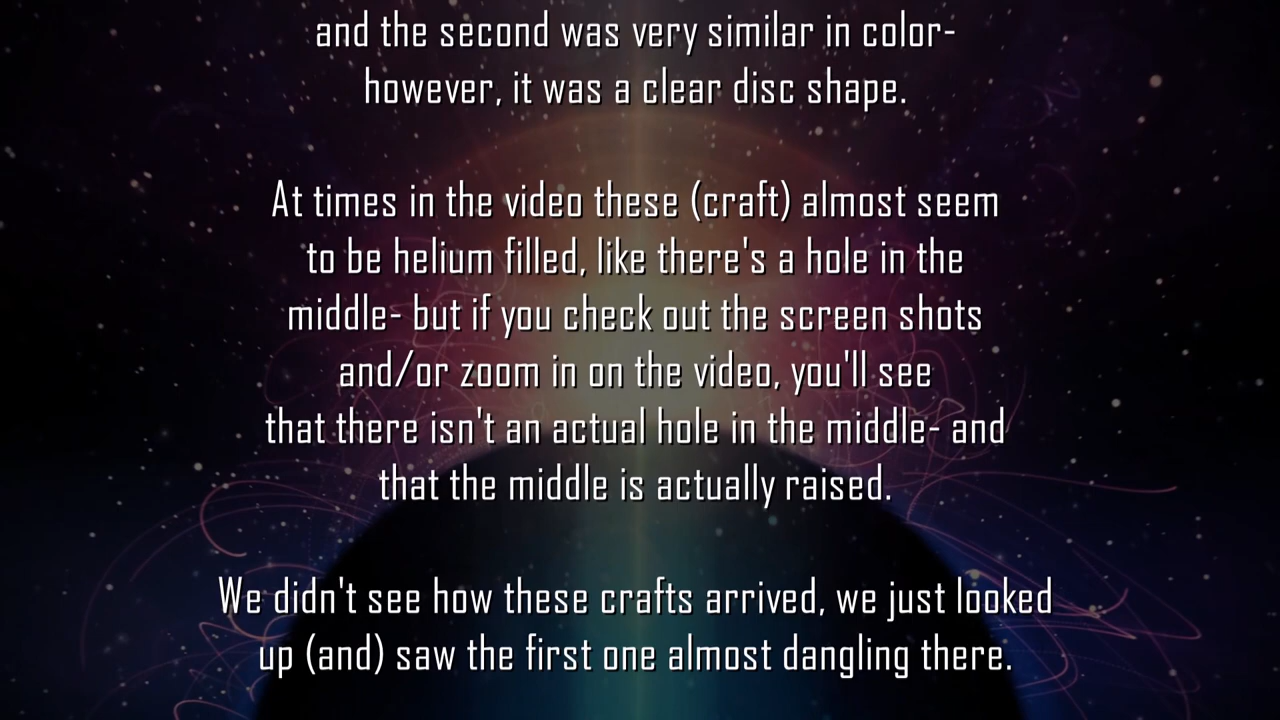 and the second was very similar in color-
however, it was a clear disc shape.
At times in the video these (craft) almost seem
to be helium filled, like there's a hole in the
middle- but if you check out the screen shots
and/or zoom in on the video, you'll see
that there isn't an actual hole in the middle- and
that the middle is actually raised.
We didn't see how these crafts arrived, we just looked
up (and) saw the first one almost dangling there.